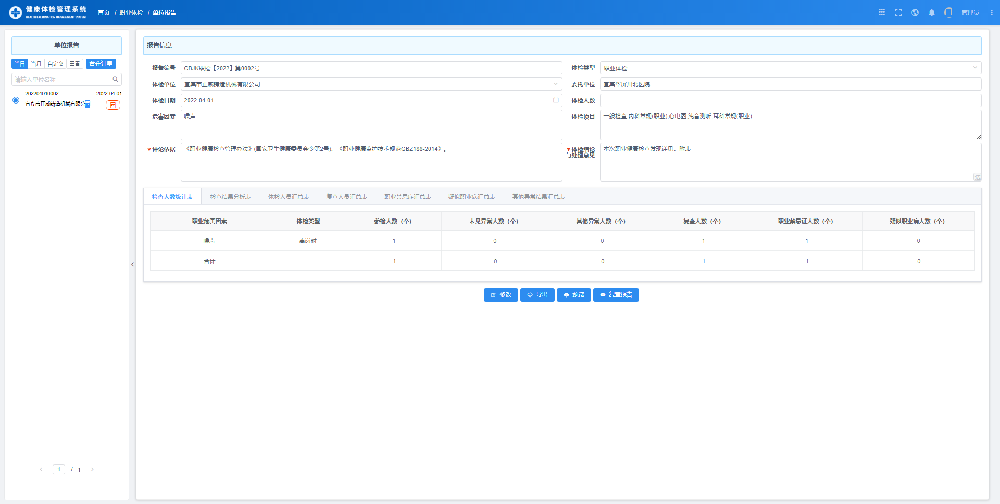 健康体检管理系统
HEALTH EXCMINATION MANAGEMENT SYSTEM
首页 / 职业体检 / 单位报告
管理员
单位报告
当日 当月 自定义 重置 合并订单
请输入单位名称
202204010002 2022-04-01
宜宾市正威铸造机械有限公司
团
1 / 1
报告信息
报告编号 CBJK职检【2022】第0002号
体检类型 职业体检
体检单位 宜宾市正威铸造机械有限公司
委托单位 宜宾翠屏川北医院
体检日期 2022-04-01
体检人数
危害因素 噪声
体检项目 一般检查,内科常规(职业),心电图,纯音测听,耳科常规(职业)
*评论依据 《职业健康检查管理办法》(国家卫生健康委员会令第2号)、《职业健康监护技术规范GBZ188-2014》。
*体检结论与处理意见 本次职业健康检查发现详见：附表
选
检查人数统计表 检查结果分析表 体检人员汇总表 复查人员汇总表 职业禁忌症汇总表 疑似职业病汇总表 其他异常结果汇总表
职业危害因素 体检类型 参检人数（个） 未见异常人数（个） 其他异常人数（个） 复查人数（个） 职业禁忌证人数（个） 疑似职业病人数（个）
噪声 离岗时 1 0 0 1 1 0
合计 1 0 0 1 1 0
修改 导出 预览 复查报告